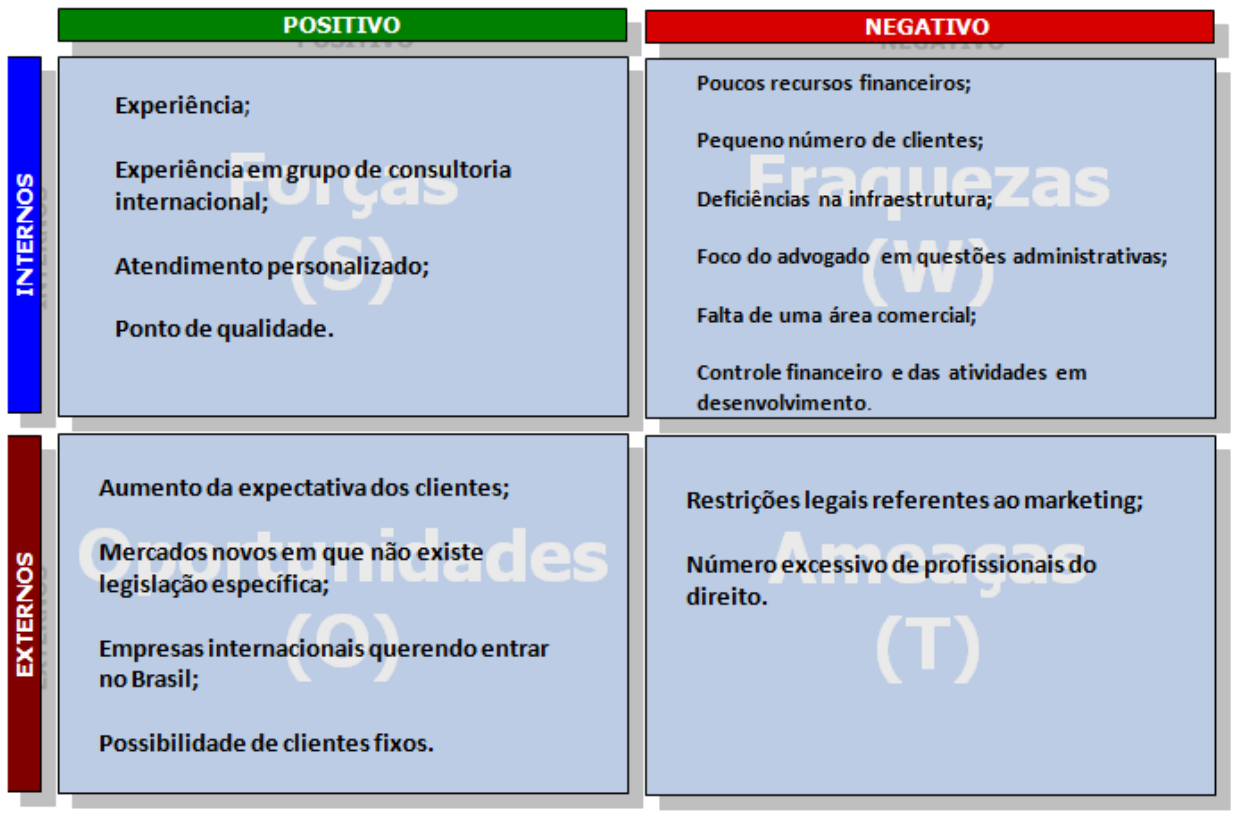 POSITIVO
NEGATIVO
INTERNOS
Forças
(S)
Experiência;
Experiência em grupo de consultoria
internacional;
Atendimento personalizado;
Ponto de qualidade.
Fraquezas
(W)
Poucos recursos financeiros;
Pequeno número de clientes;
Deficiências na infraestrutura;
Foco do advogado em questões administrativas;
Falta de uma área comercial;
Controle financeiro e das atividades em
desenvolvimento.
EXTERNOS
Oportunidades
(O)
Aumento da expectativa dos clientes;
Mercados novos em que não existe
legislação específica;
Empresas internacionais querendo entrar
no Brasil;
Possibilidade de clientes fixos.
Ameaças
(T)
Restrições legais referentes ao marketing;
Número excessivo de profissionais do
direito.